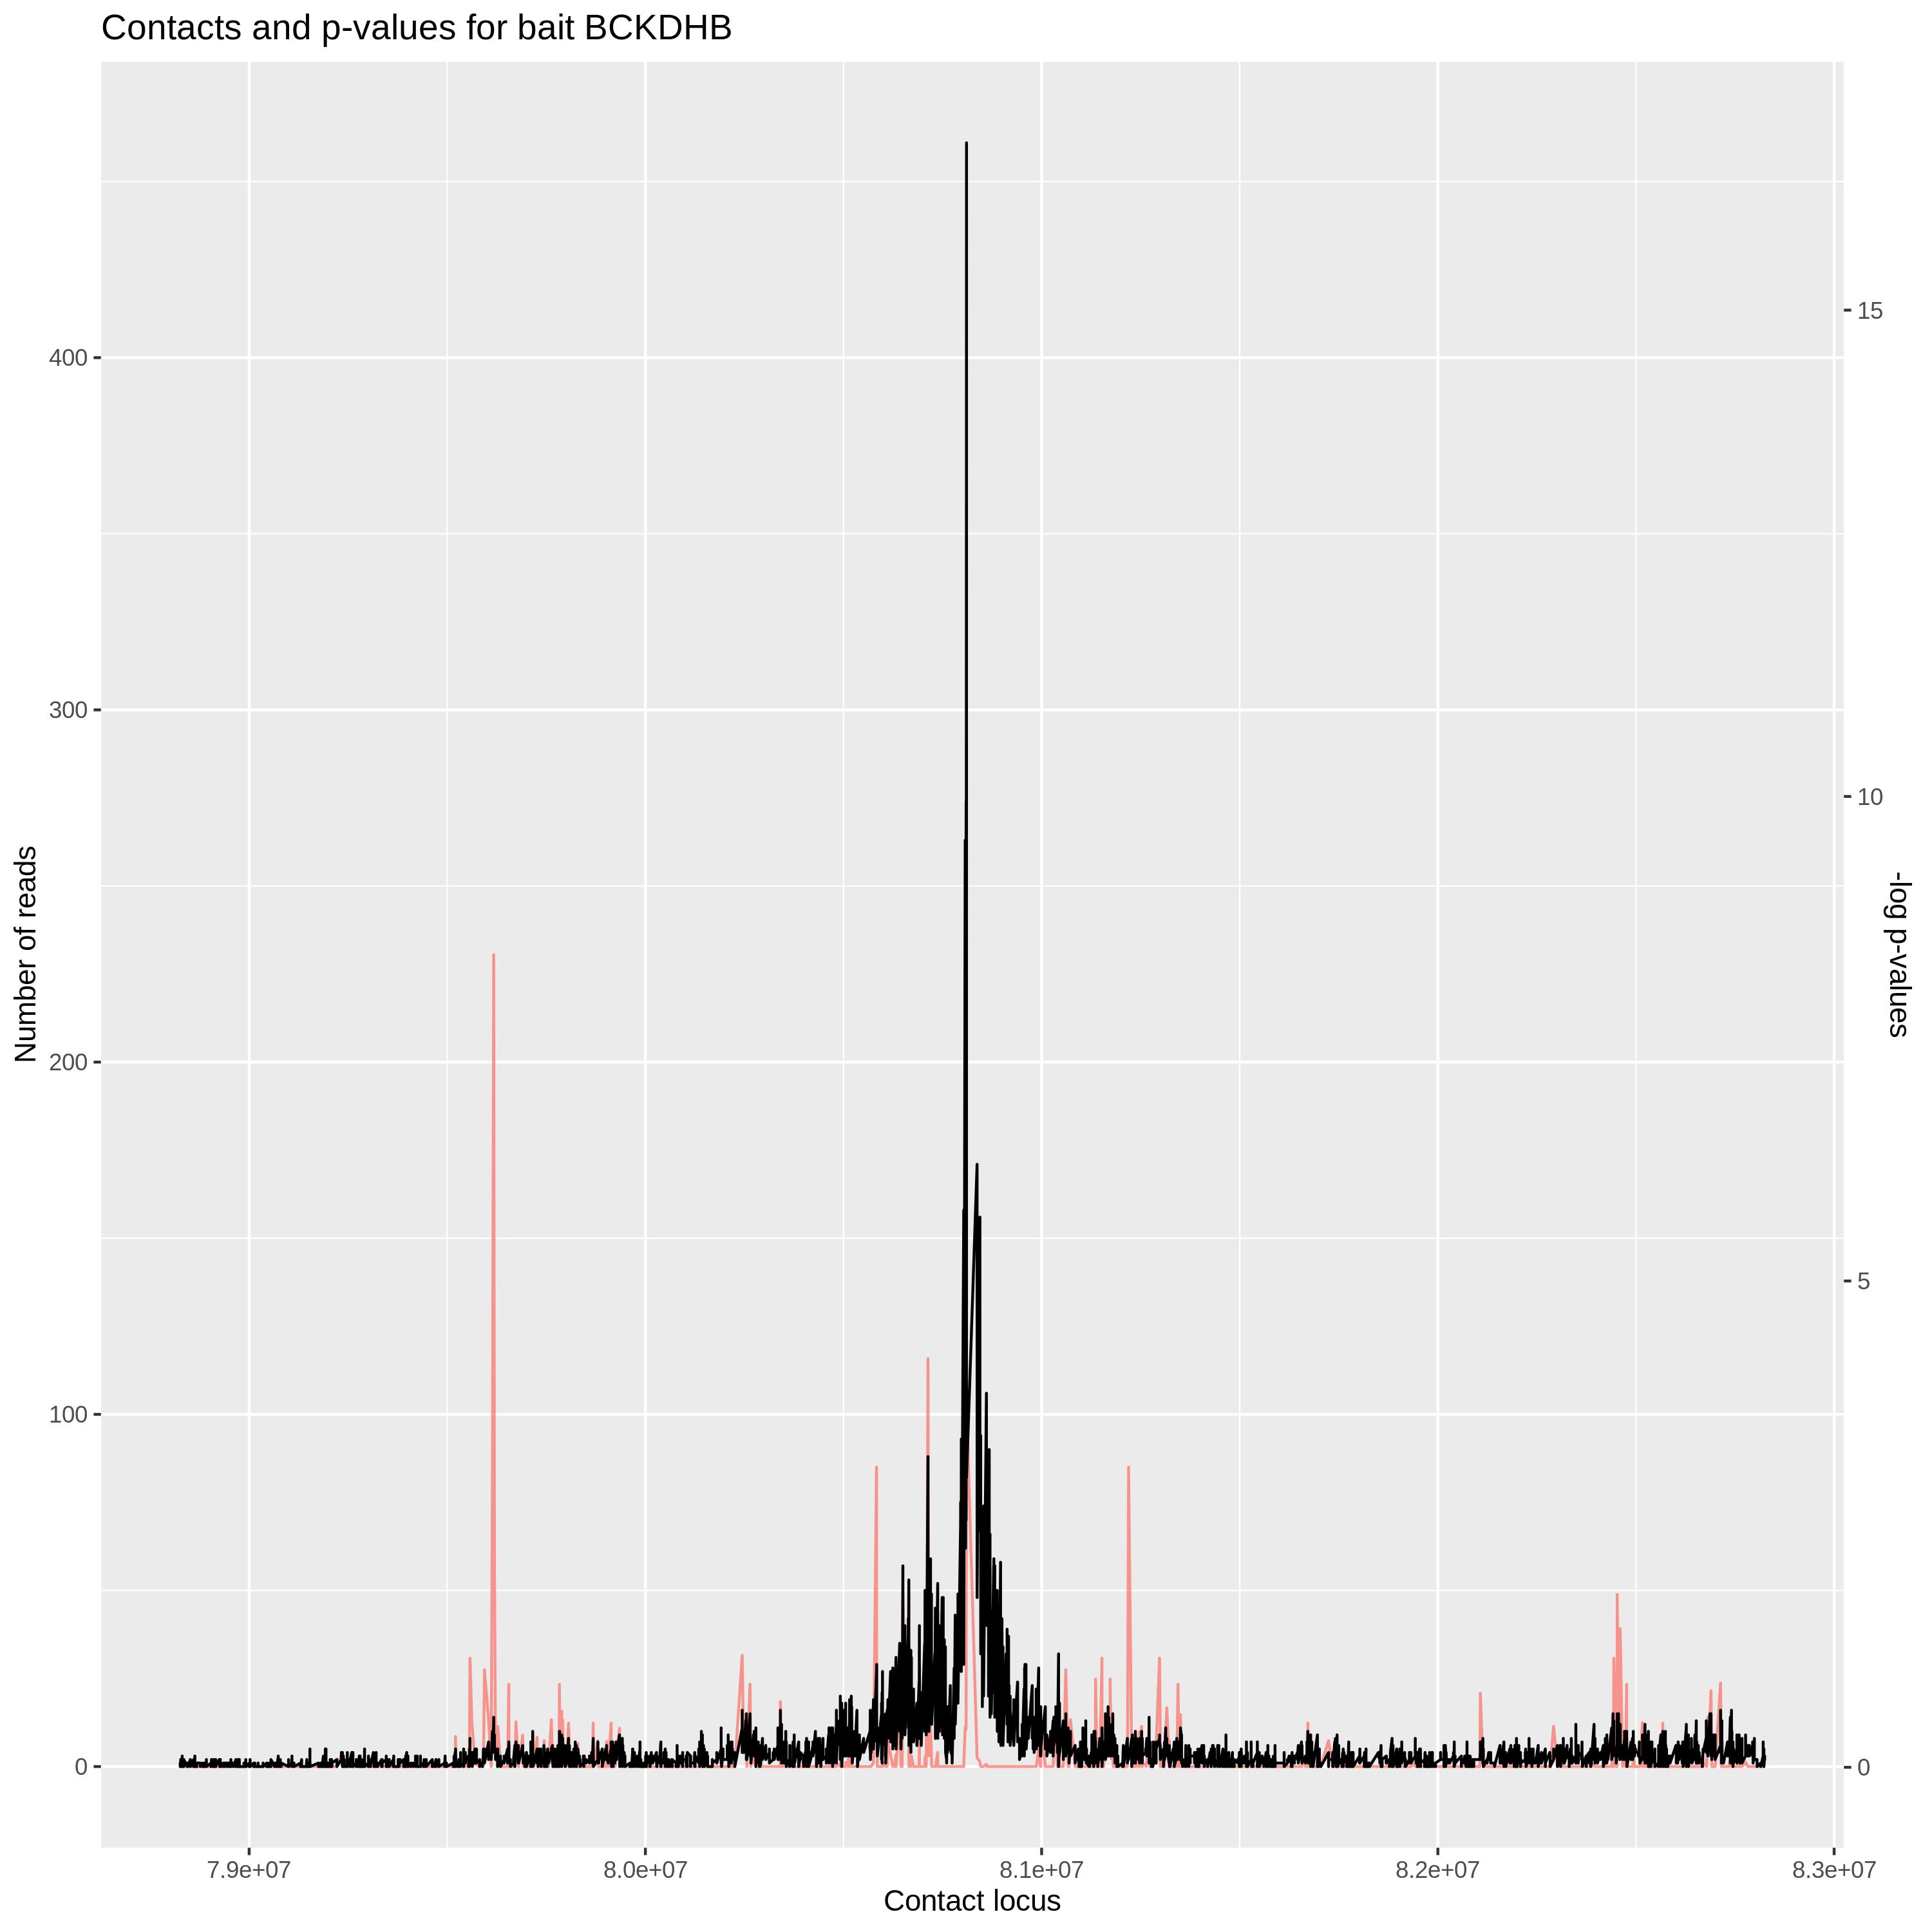 Contacts and p-values for bait BCKDHB
Number of reads
400
300
200
100
0
15
10
5
0
-log p-values
7.9e+07
8.0e+07
8.1e+07
8.2e+07
8.3e+07
Contact locus